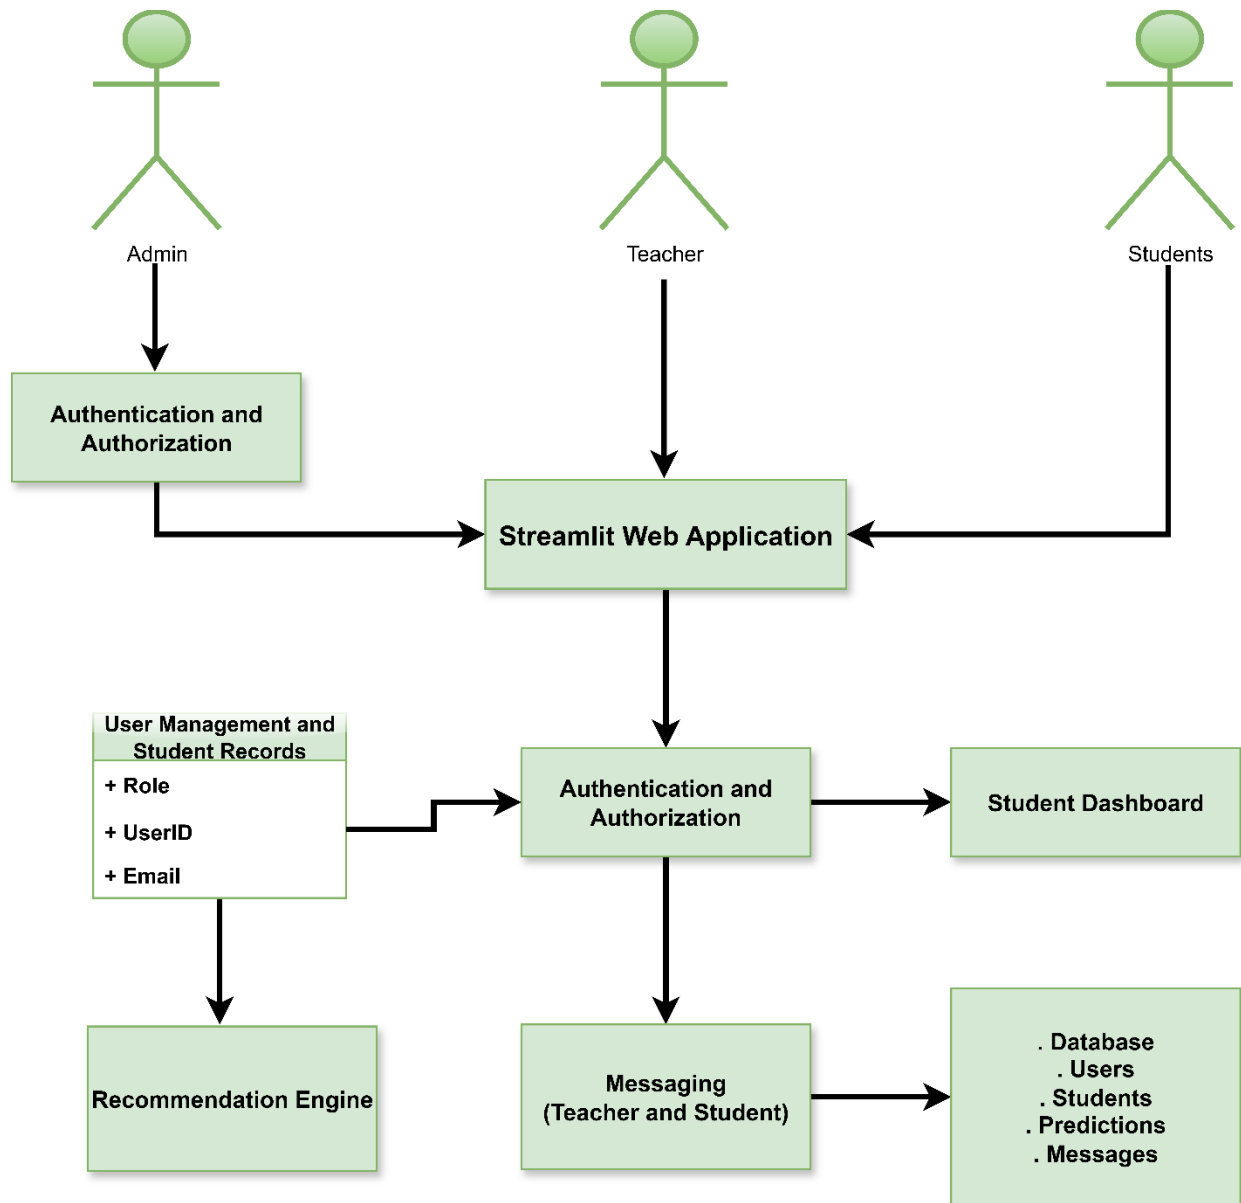 Admin
Teacher
Students
Authentication and
Authorization
Streamlit Web Application
User Management and
Student Records
+ Role
+ UserID
+ Email
Authentication and
Authorization
Student Dashboard
Recommendation Engine
Messaging
(Teacher and Student)
. Database
. Users
. Students
. Predictions
. Messages